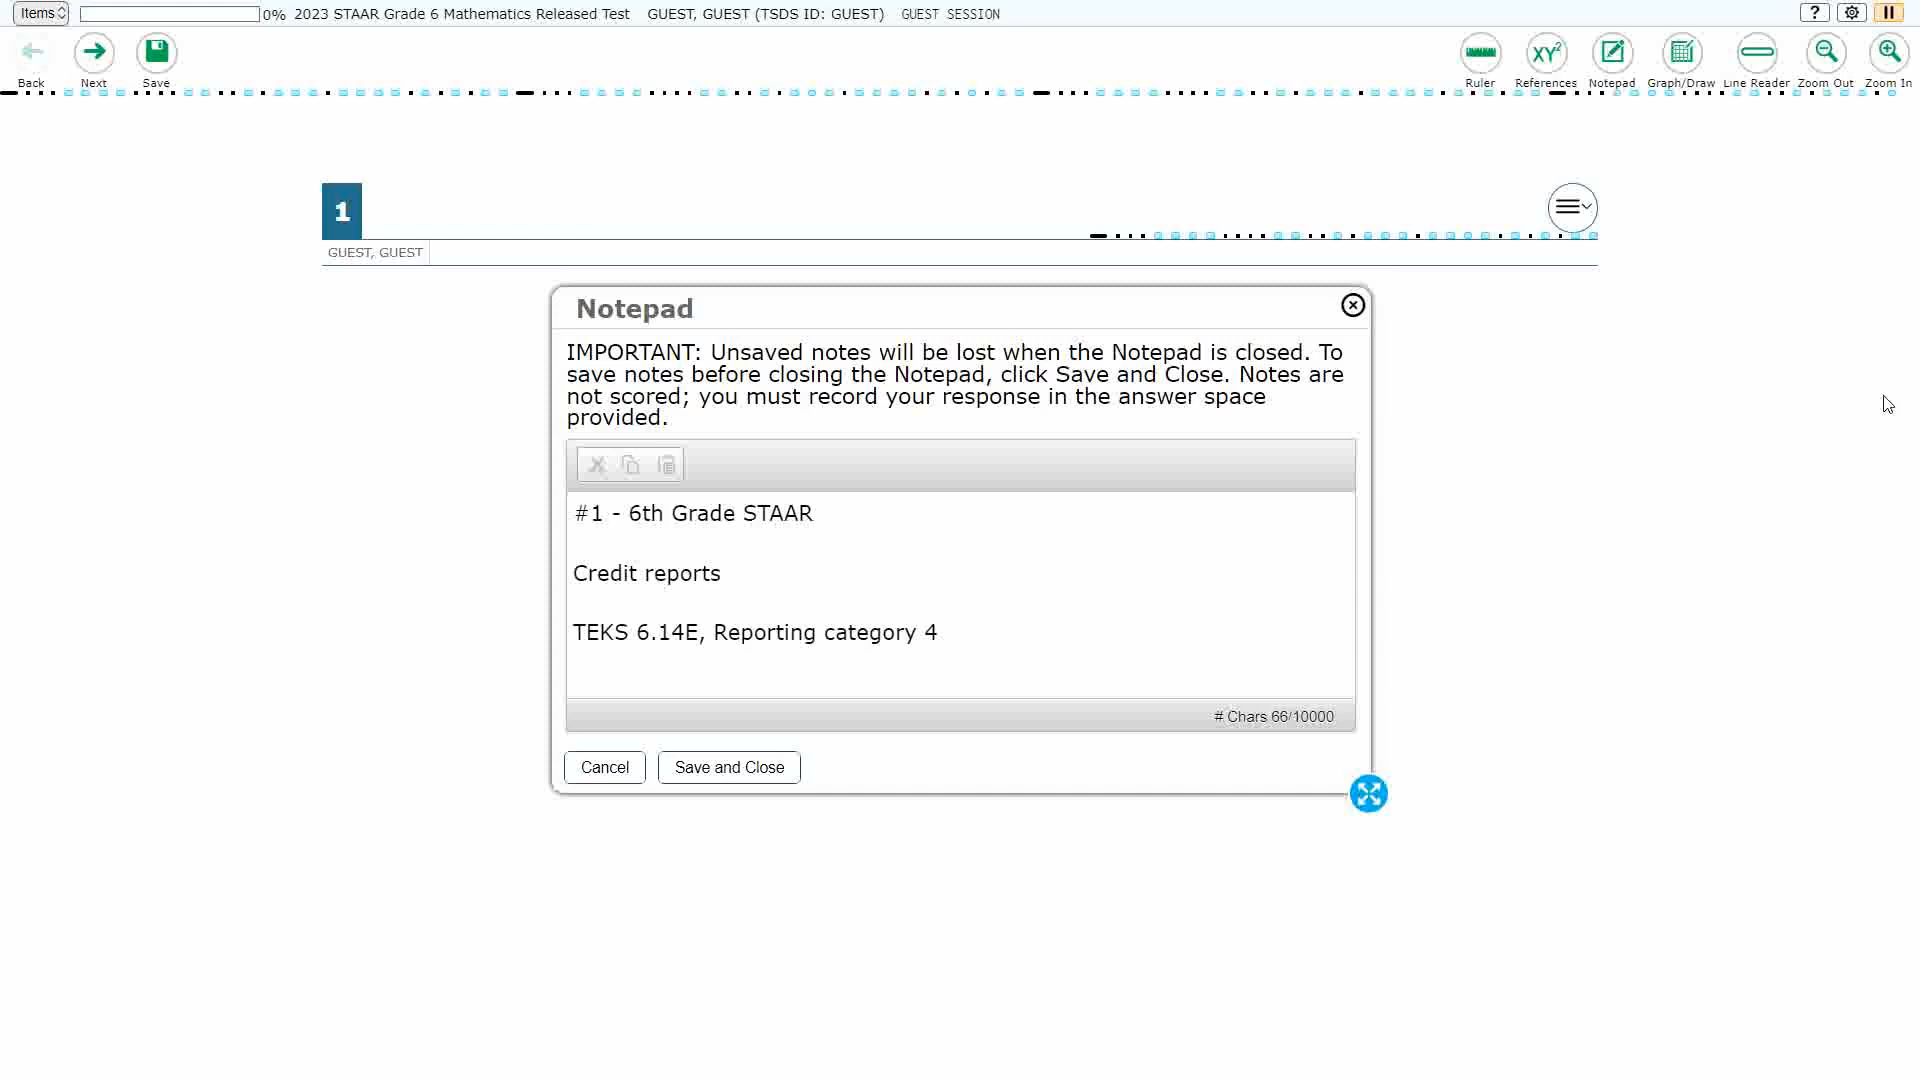 Items 0% 2023 STAAR Grade 6 Mathematics Released Test GUEST, GUEST (TSDS ID: GUEST) GUEST SESSION ?
Back Next Save Ruler XY² References Notepad Graph/Draw Line Reader Zoom Out Zoom In
1
GUEST, GUEST
Notepad
IMPORTANT: Unsaved notes will be lost when the Notepad is closed. To
save notes before closing the Notepad, click Save and Close. Notes are
not scored; you must record your response in the answer space
provided.
#1 - 6th Grade STAAR
Credit reports
TEKS 6.14E, Reporting category 4
# Chars 66/10000
Cancel Save and Close